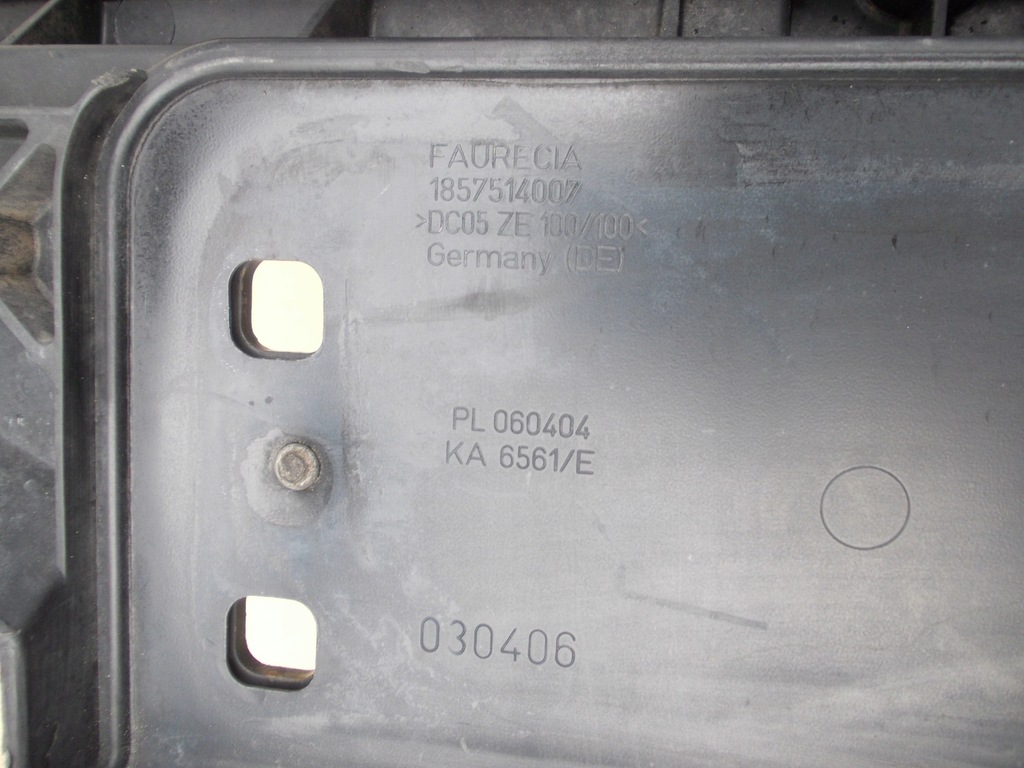 FAURECIA
1857514007
>DC05 ZE 100/100<
Germany (DE)
PL 060404
KA 6561/E
030406